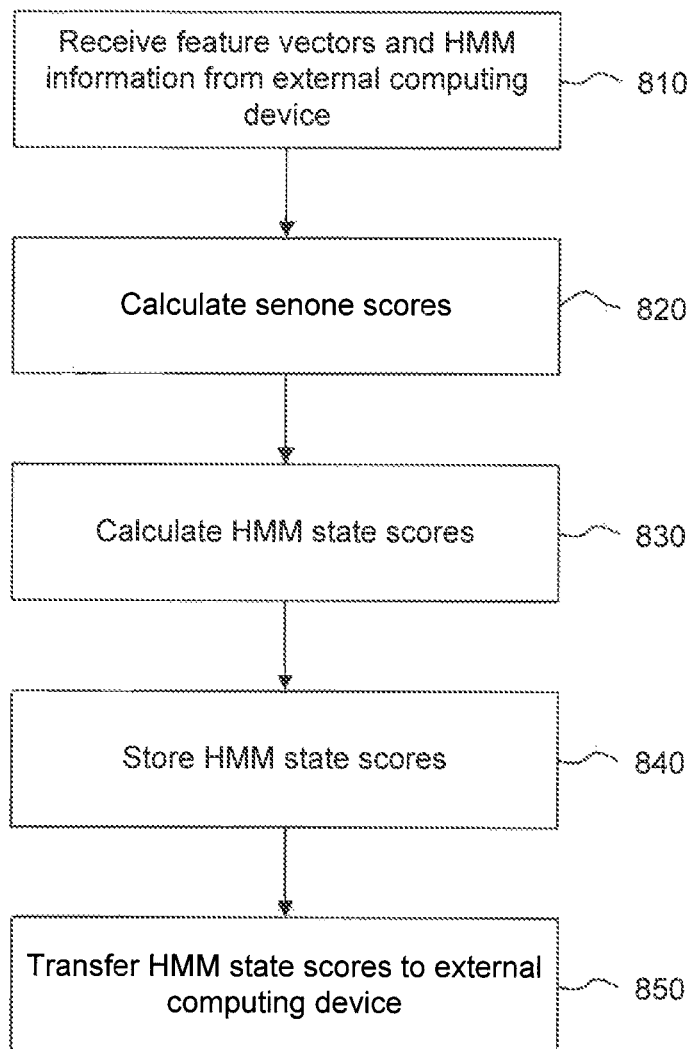 Receive feature vectors and HMM
information from external computing
device
810
Calculate senone scores
820
Calculate HMM state scores
830
Store HMM state scores
840
Transfer HMM state scores to external
computing device
850